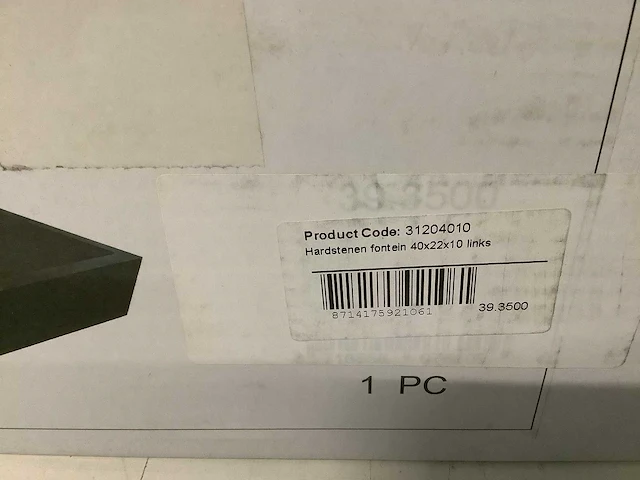 39.3500
Product Code: 31204010
Hardstenen fontein 40x22x10 links
8714175921061
39.3500
1 PC